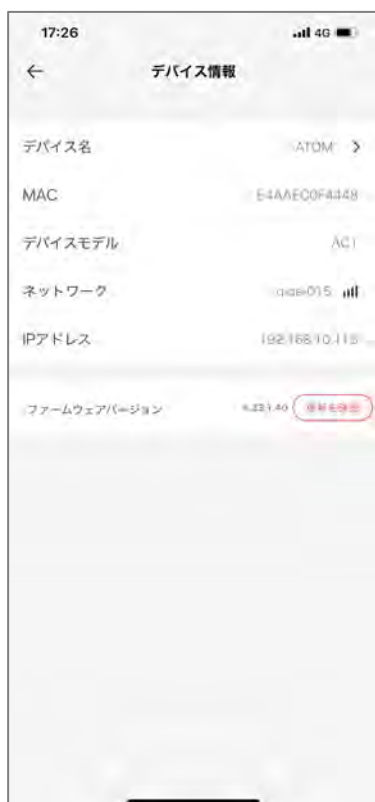 17:26 4G
デバイス情報
デバイス名 ATOM
MAC E4AAEC0F4448
デバイスモデル AC1
ネットワーク
IPアドレス 192.168.10.115
ファームウェアバージョン